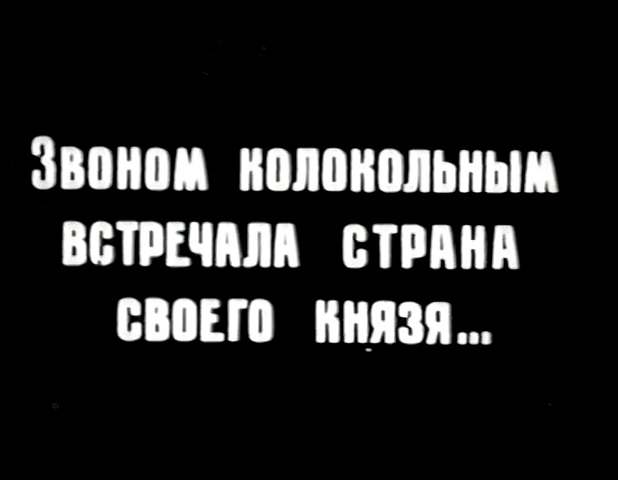 Звоном колокольным
встречала страна
своего князя...